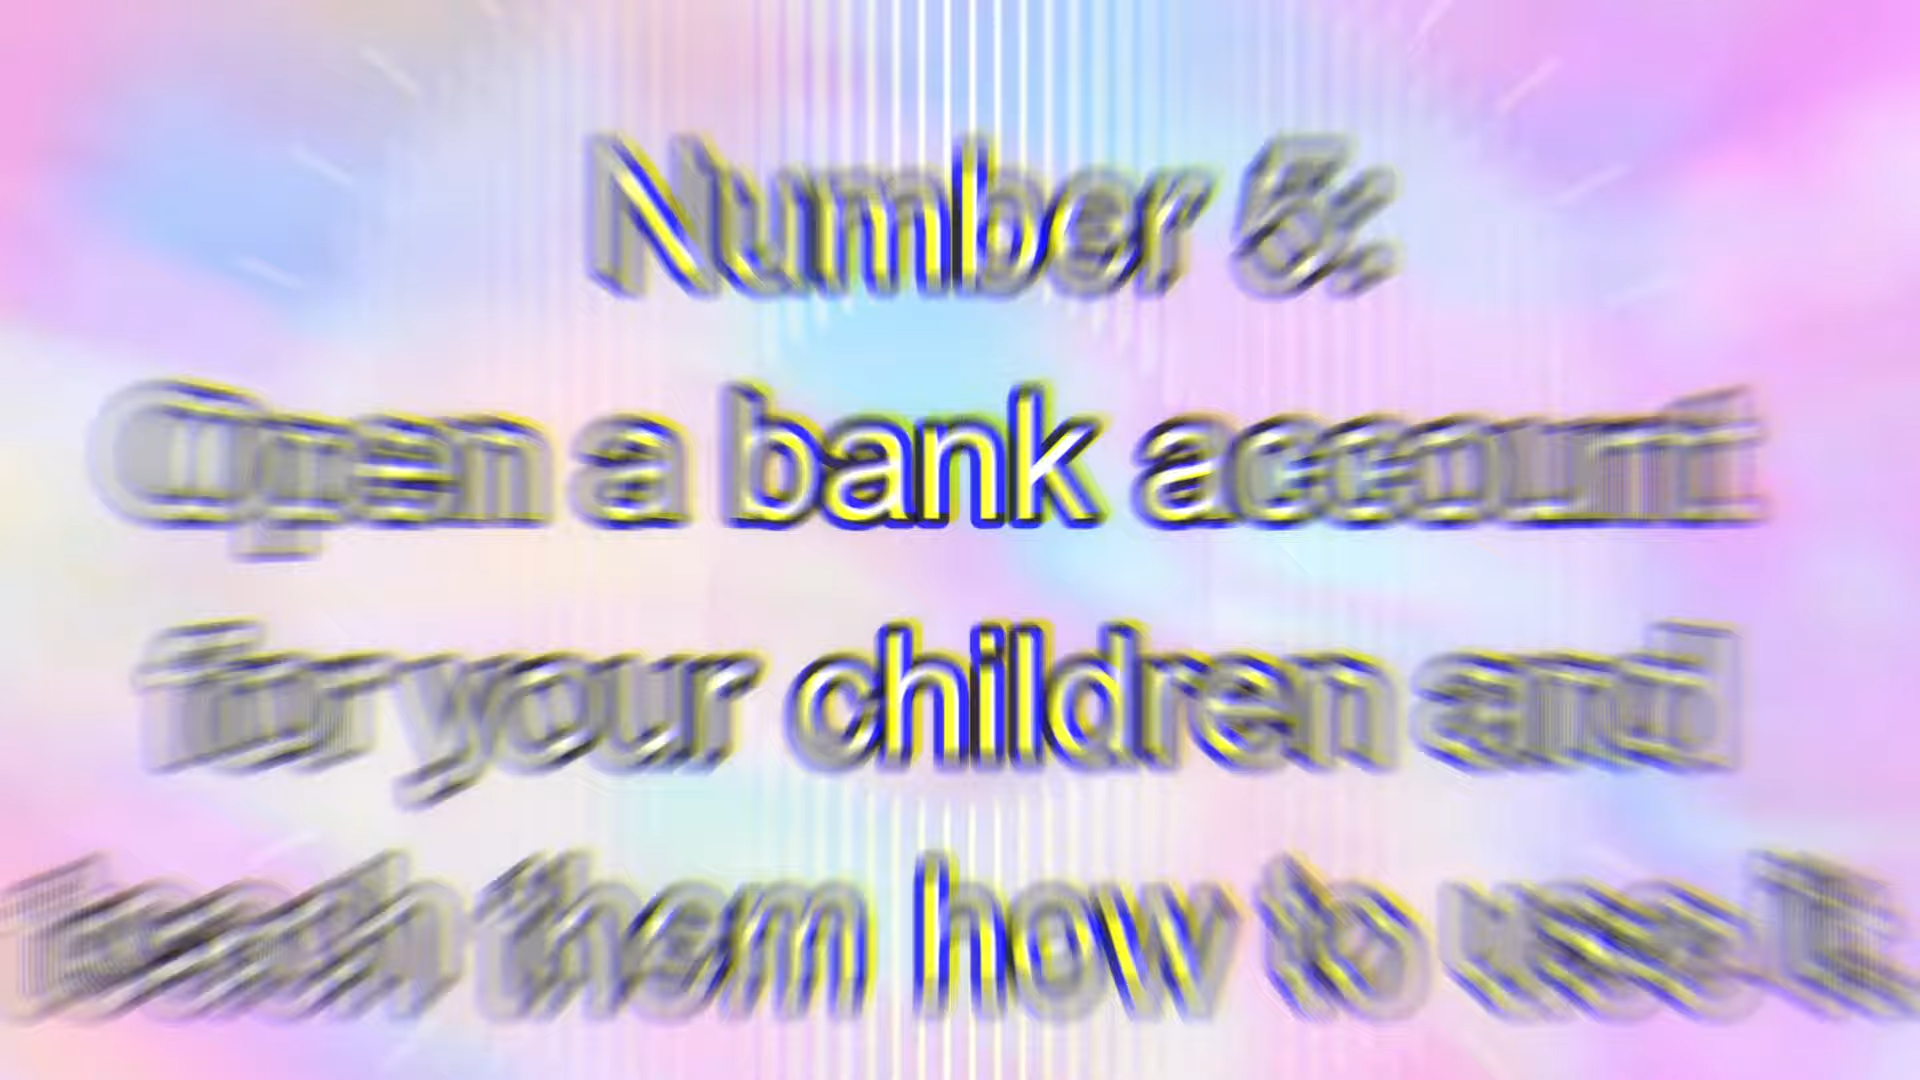 Number 5:
Open a bank account
for your children and
teach them how to use it.